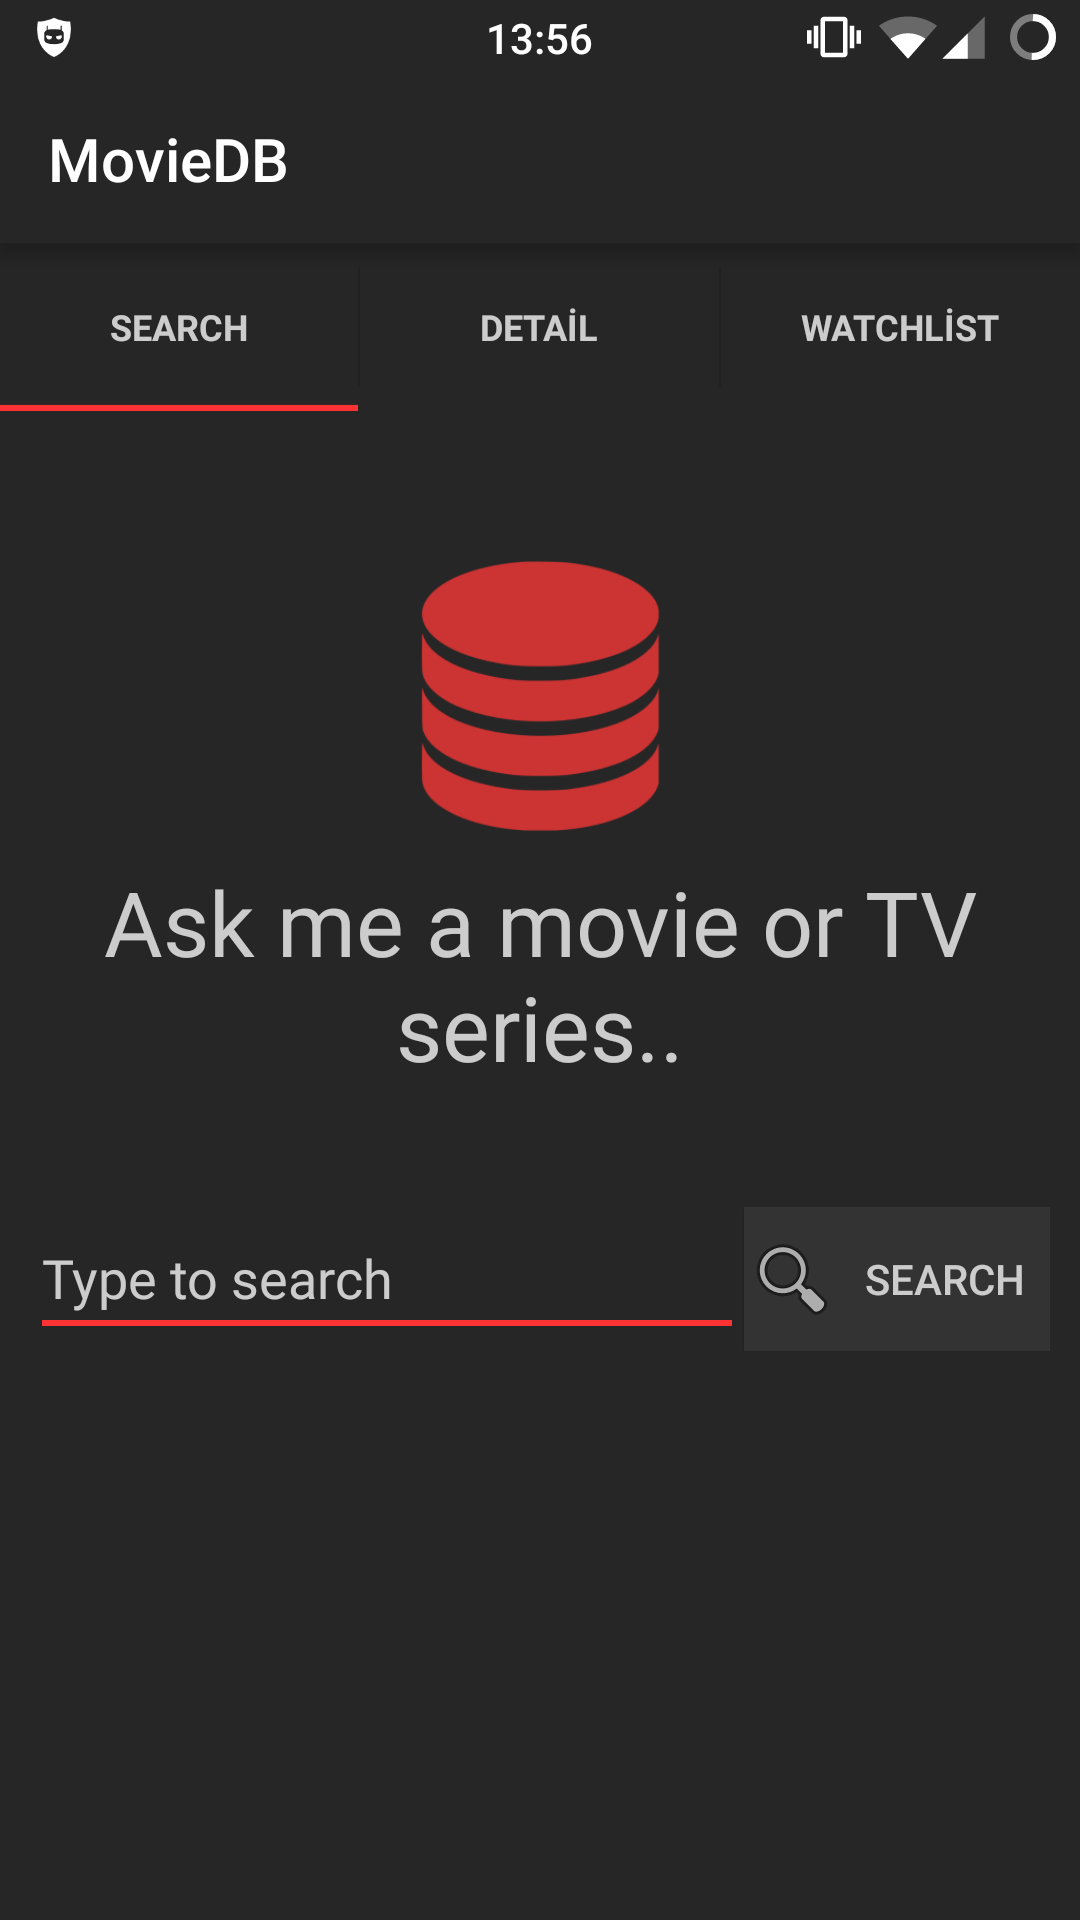 13:56
MovieDB
SEARCH
DETAİL
WATCHLİST
Ask me a movie or TV
series..
Type to search
SEARCH